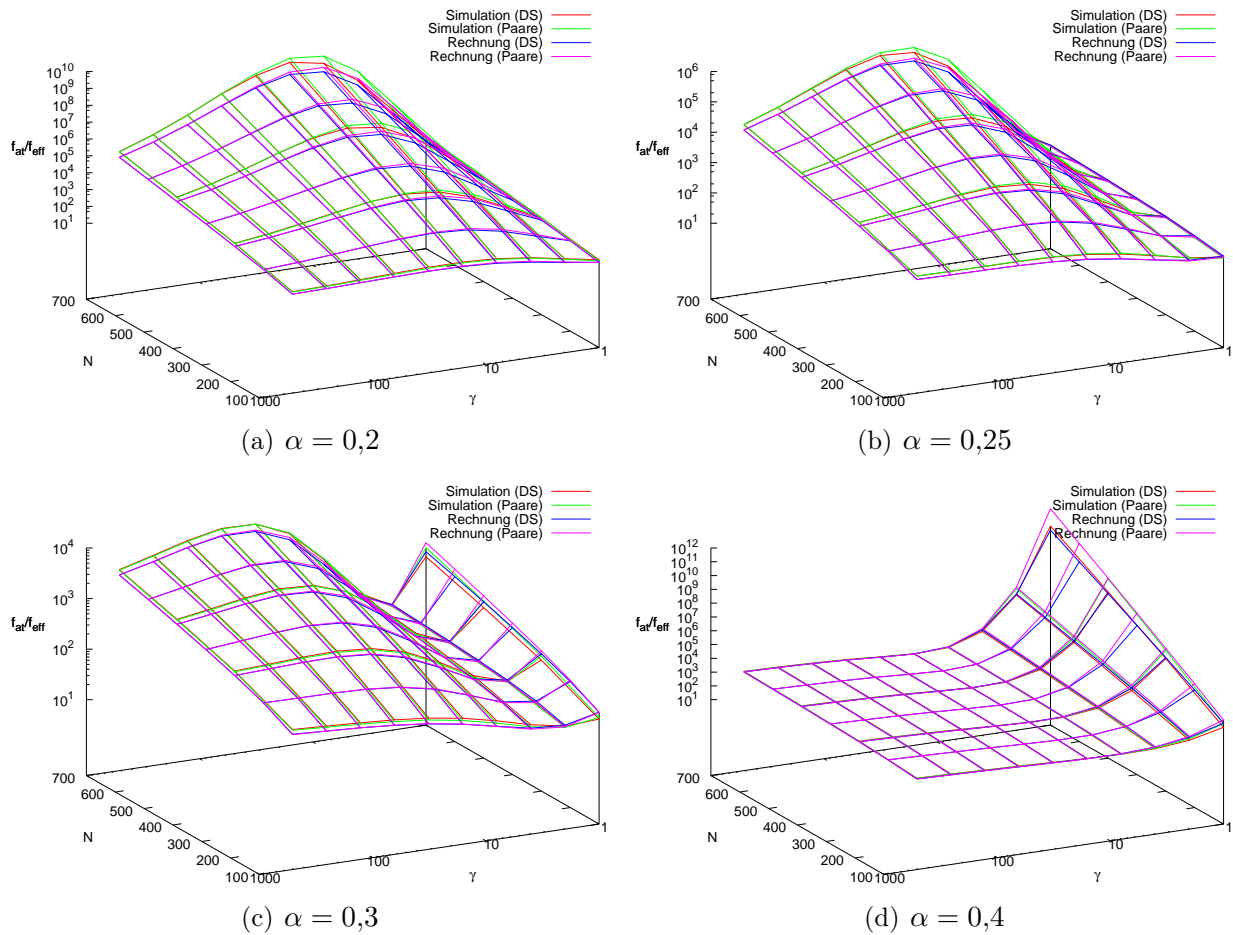 Simulation (DS)
Simulation (Paare)
Rechnung (DS)
Rechnung (Paare)
10^10
10^9
10^8
10^7
10^6
10^5
10^4
10^3
10^2
10^1
f_at/f_eff
700
600
500
400
300
200
100
N
1000
100
10
1
γ
(a) α = 0,2
Simulation (DS)
Simulation (Paare)
Rechnung (DS)
Rechnung (Paare)
10^6
10^5
10^4
10^3
10^2
10^1
f_at/f_eff
700
600
500
400
300
200
100
N
1000
100
10
1
γ
(b) α = 0,25
Simulation (DS)
Simulation (Paare)
Rechnung (DS)
Rechnung (Paare)
10^4
10^3
10^2
10^1
f_at/f_eff
700
600
500
400
300
200
100
N
1000
100
10
1
γ
(c) α = 0,3
Simulation (DS)
Simulation (Paare)
Rechnung (DS)
Rechnung (Paare)
10^12
10^11
10^10
10^9
10^8
10^7
10^6
10^5
10^4
10^3
10^2
10^1
f_at/f_eff
700
600
500
400
300
200
100
N
1000
100
10
1
γ
(d) α = 0,4